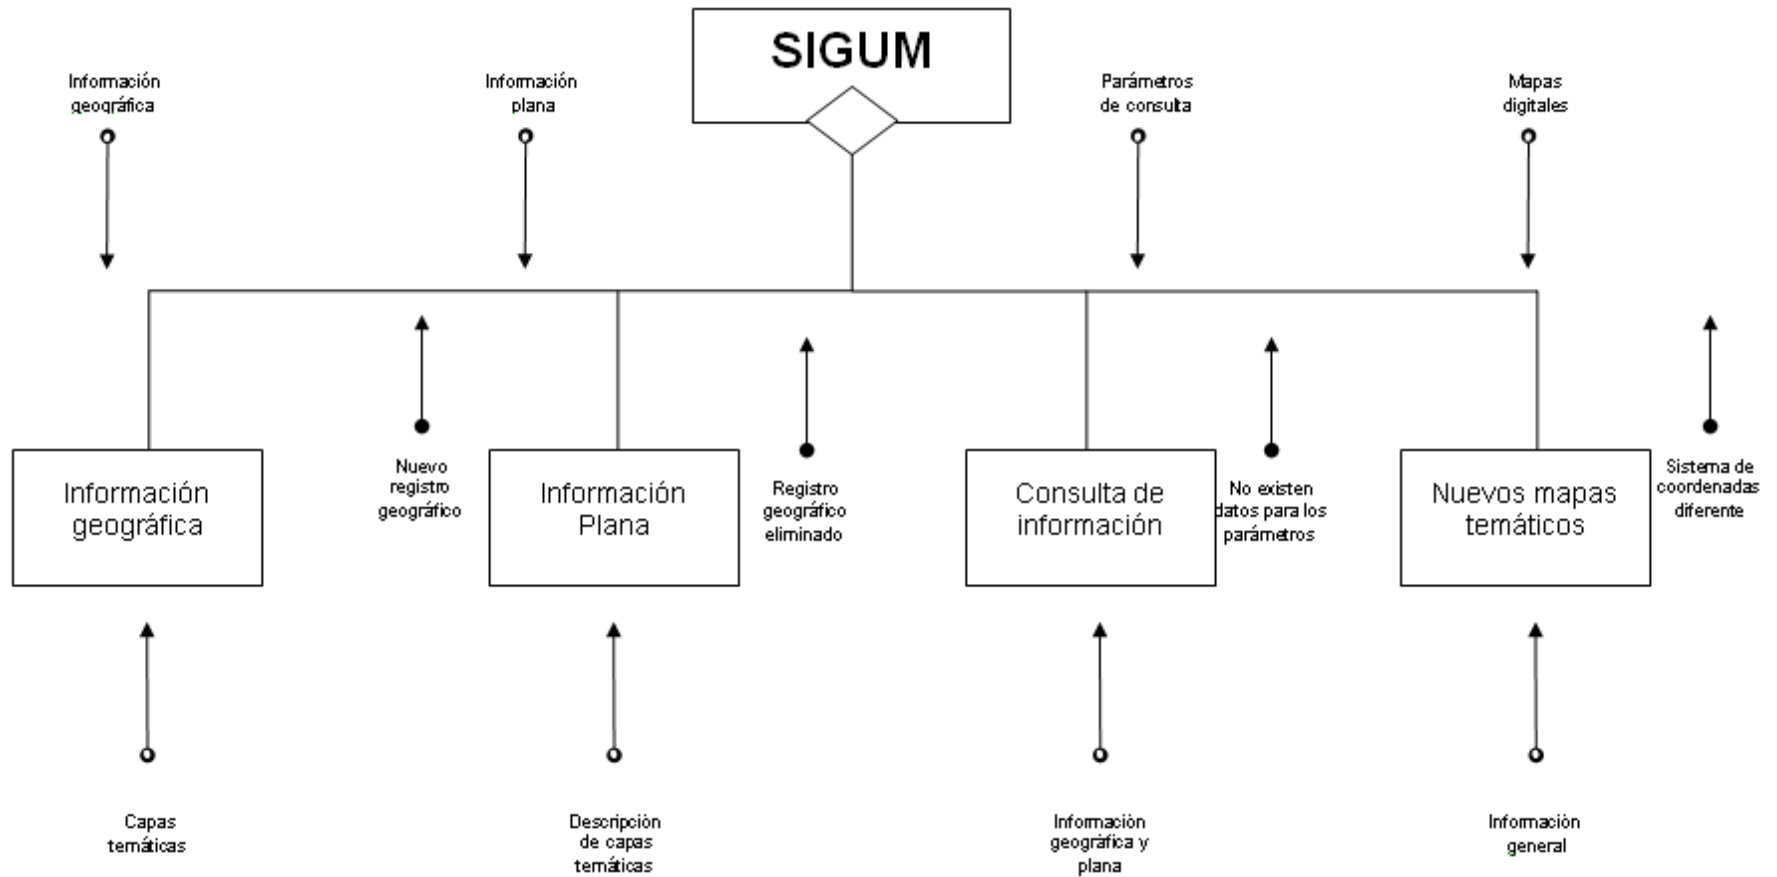 SIGUM
Información
geográfica
Información
plana
Parámetros
de consulta
Mapas
digitales
Información
geográfica
Nuevo
registro
geográfico
Información
Plana
Registro
geográfico
eliminado
Consulta de
información
No existen
datos para los
parámetros
Nuevos mapas
temáticos
Sistema de
coordenadas
diferente
Capas
temáticas
Descripción
de capas
temáticas
Información
geográfica y
plana
Información
general